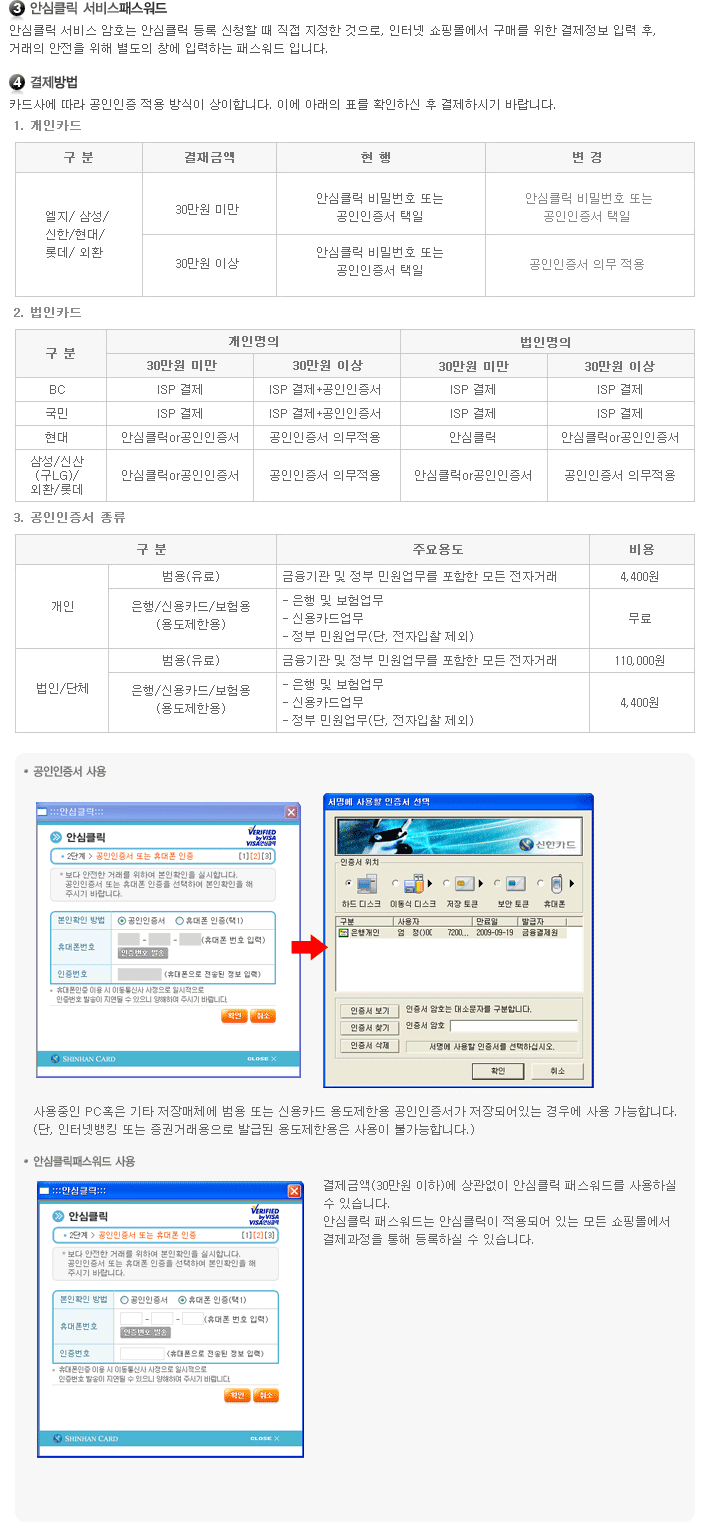 3 안심클릭 서비스패스워드
안심클릭 서비스 암호는 안심클릭 등록 신청할 때 직접 지정한 것으로, 인터넷 쇼핑몰에서 구매를 위한 결제정보 입력 후,
거래의 안전을 위해 별도의 창에 입력하는 패스워드 입니다.
4 결제방법
카드사에 따라 공인인증 적용 방식이 상이합니다. 이에 아래의 표를 확인하신 후 결제하시기 바랍니다.
1. 개인카드
구 분 결재금액 현 행 변 경
엘지/ 삼성/
신한/현대/
롯데/ 외환
30만원 미만
안심클릭 비밀번호 또는
공인인증서 택일
안심클릭 비밀번호 또는
공인인증서 택일
30만원 이상
안심클릭 비밀번호 또는
공인인증서 택일
공인인증서 의무 적용
2. 법인카드
구 분 개인명의 법인명의
30만원 미만 30만원 이상 30만원 미만 30만원 이상
BC ISP 결제 ISP 결제+공인인증서 ISP 결제 ISP 결제
국민 ISP 결제 ISP 결제+공인인증서 ISP 결제 ISP 결제
현대 안심클릭or공인인증서 공인인증서 의무적용 안심클릭 안심클릭or공인인증서
삼성/신산
(구LG)/
외환/롯데
안심클릭or공인인증서 공인인증서 의무적용 안심클릭or공인인증서 공인인증서 의무적용
3. 공인인증서 종류
구 분 주요용도 비용
개인
범용(유료) 금융기관 및 정부 민원업무를 포함한 모든 전자거래 4,400원
은행/신용카드/보험용
(용도제한용)
- 은행 및 보험업무
- 신용카드업무
- 정부 민원업무(단, 전자입찰 제외)
무료
법인/단체
범용(유료) 금융기관 및 정부 민원업무를 포함한 모든 전자거래 110,000원
은행/신용카드/보험용
(용도제한용)
- 은행 및 보험업무
- 신용카드업무
- 정부 민원업무(단, 전자입찰 제외)
4,400원
• 공인인증서 사용
:::안심클릭:::
안심클릭
VERIFIED
by VISA
VISA안심클릭
• 2단계 > 공인인증서 또는 휴대폰 인증 [1][2][3]
* 보다 안전한 거래를 위하여 본인확인을 실시합니다.
공인인증서 또는 휴대폰 인증을 선택하여 본인확인을 해
주시기 바랍니다.
본인확인 방법 공인인증서 휴대폰 인증(택1)
휴대폰번호 - - (휴대폰 번호 입력)
인증번호 발송
인증번호 (휴대폰으로 전송된 정보 입력)
• 휴대폰인증 이용 시 이동통신사 사정으로 일시적으로
인증번호 발송이 지연될 수 있으니 양해하여 주시기 바랍니다.
확인 취소
SHINHAN CARD CLOSE X
서명에 사용할 인증서 선택
신한카드
인증서 위치
하드 디스크 이동식 디스크 저장 토큰 보안 토큰 휴대폰
구분 사용자 만료일 발급자
은행개인 엄 정()00( 7200... 2009-09-19 금융결제원
인증서 보기 인증서 암호는 대소문자를 구분합니다.
인증서 찾기 인증서 암호
인증서 삭제 서명에 사용할 인증서를 선택하십시오.
확인 취소
사용중인 PC혹은 기타 저장매체에 범용 또는 신용카드 용도제한용 공인인증서가 저장되어있는 경우에 사용 가능합니다.
(단, 인터넷뱅킹 또는 증권거래용으로 발급된 용도제한용은 사용이 불가능합니다.)
• 안심클릭패스워드 사용
:::안심클릭:::
안심클릭
VERIFIED
by VISA
VISA안심클릭
• 2단계 > 공인인증서 또는 휴대폰 인증 [1][2][3]
* 보다 안전한 거래를 위하여 본인확인을 실시합니다.
공인인증서 또는 휴대폰 인증을 선택하여 본인확인을 해
주시기 바랍니다.
본인확인 방법 공인인증서 휴대폰 인증(택1)
휴대폰번호 - - (휴대폰 번호 입력)
인증번호 발송
인증번호 (휴대폰으로 전송된 정보 입력)
• 휴대폰인증 이용 시 이동통신사 사정으로 일시적으로
인증번호 발송이 지연될 수 있으니 양해하여 주시기 바랍니다.
확인 취소
SHINHAN CARD CLOSE X
결제금액(30만원 이하)에 상관없이 안심클릭 패스워드를 사용하실
수 있습니다.
안심클릭 패스워드는 안심클릭이 적용되어 있는 모든 쇼핑몰에서
결제과정을 통해 등록하실 수 있습니다.